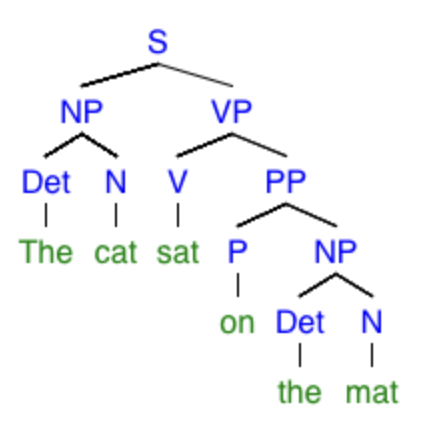 S
NP VP
Det N V PP
The cat sat P NP
on Det N
the mat